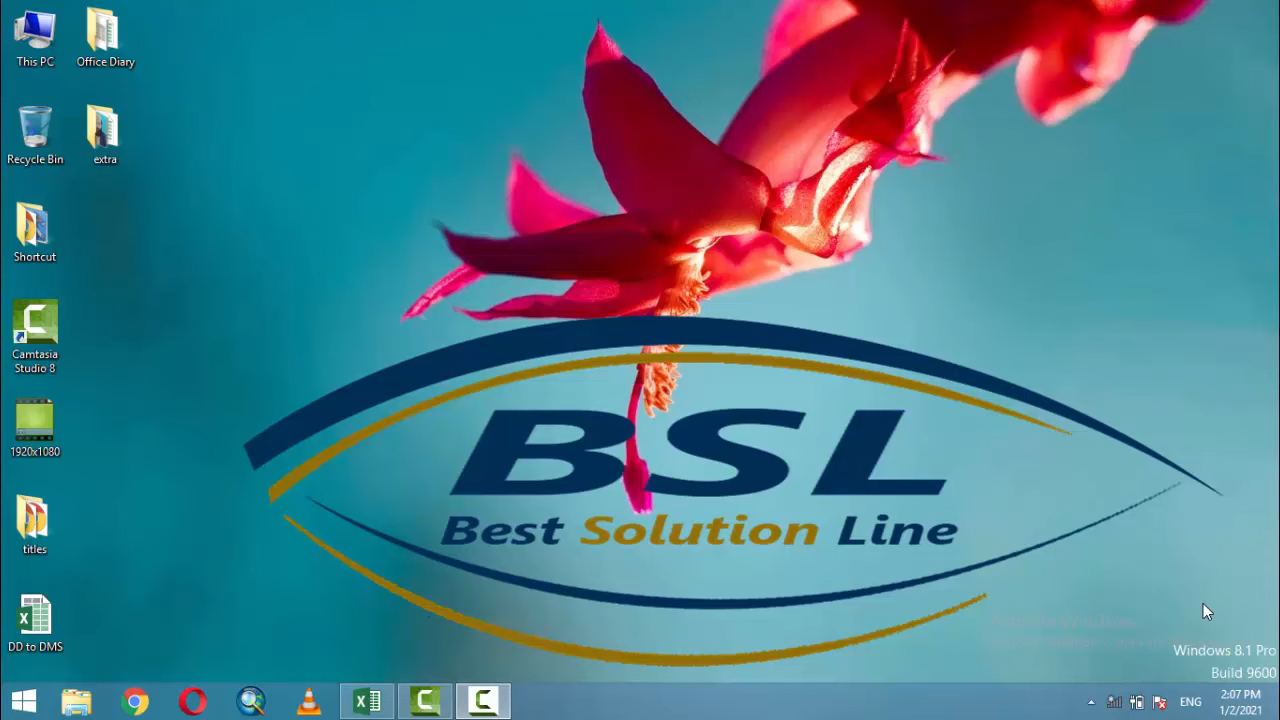 This PC
Office Diary
Recycle Bin
extra
Shortcut
Camtasia
Studio 8
1920x1080
titles
DD to DMS
BSL
Best Solution Line
Windows 8.1 Pro
Build 9600
ENG
2:07 PM
1/2/2021